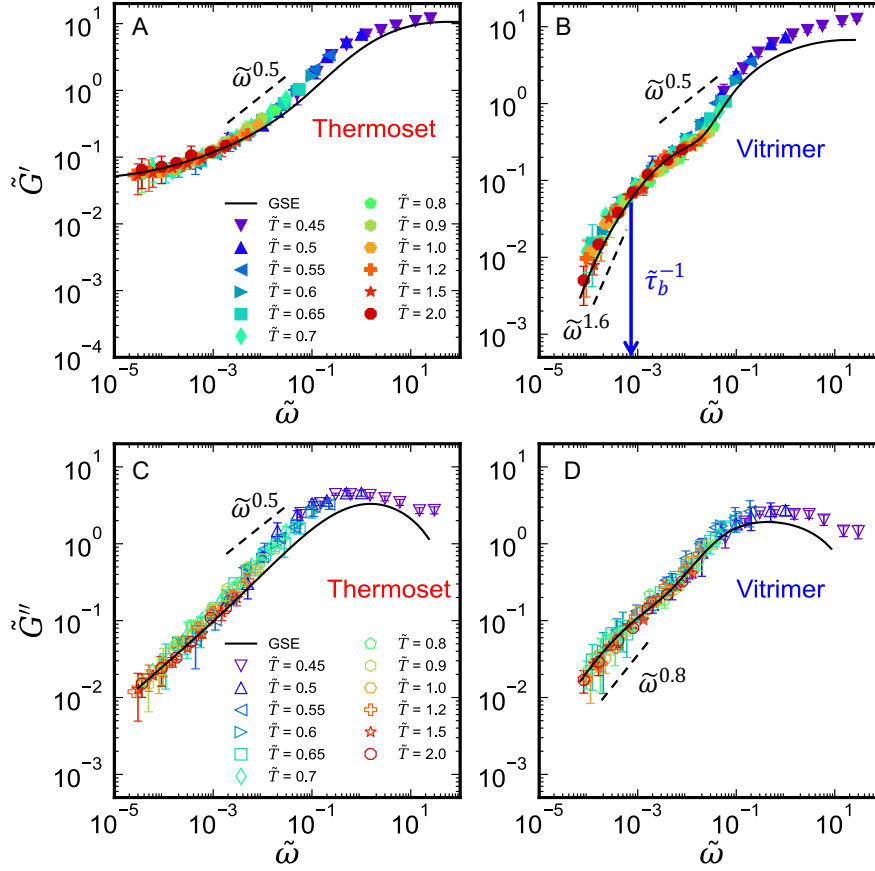 A
10^1
10^0
10^-1
10^-2
10^-3
10^-4
G̃′
ω̃^0.5
Thermoset
GSE
T̃ = 0.45
T̃ = 0.5
T̃ = 0.55
T̃ = 0.6
T̃ = 0.65
T̃ = 0.7
T̃ = 0.8
T̃ = 0.9
T̃ = 1.0
T̃ = 1.2
T̃ = 1.5
T̃ = 2.0
10^-5 10^-3 10^-1 10^1
ω̃
B
10^1
10^0
10^-1
10^-2
10^-3
ω̃^0.5
Vitrimer
τ̃_b^-1
ω̃^1.6
10^-5 10^-3 10^-1 10^1
ω̃
C
10^1
10^0
10^-1
10^-2
10^-3
G̃″
ω̃^0.5
Thermoset
GSE
T̃ = 0.45
T̃ = 0.5
T̃ = 0.55
T̃ = 0.6
T̃ = 0.65
T̃ = 0.7
T̃ = 0.8
T̃ = 0.9
T̃ = 1.0
T̃ = 1.2
T̃ = 1.5
T̃ = 2.0
10^-5 10^-3 10^-1 10^1
ω̃
D
10^1
10^0
10^-1
10^-2
10^-3
Vitrimer
ω̃^0.8
10^-5 10^-3 10^-1 10^1
ω̃